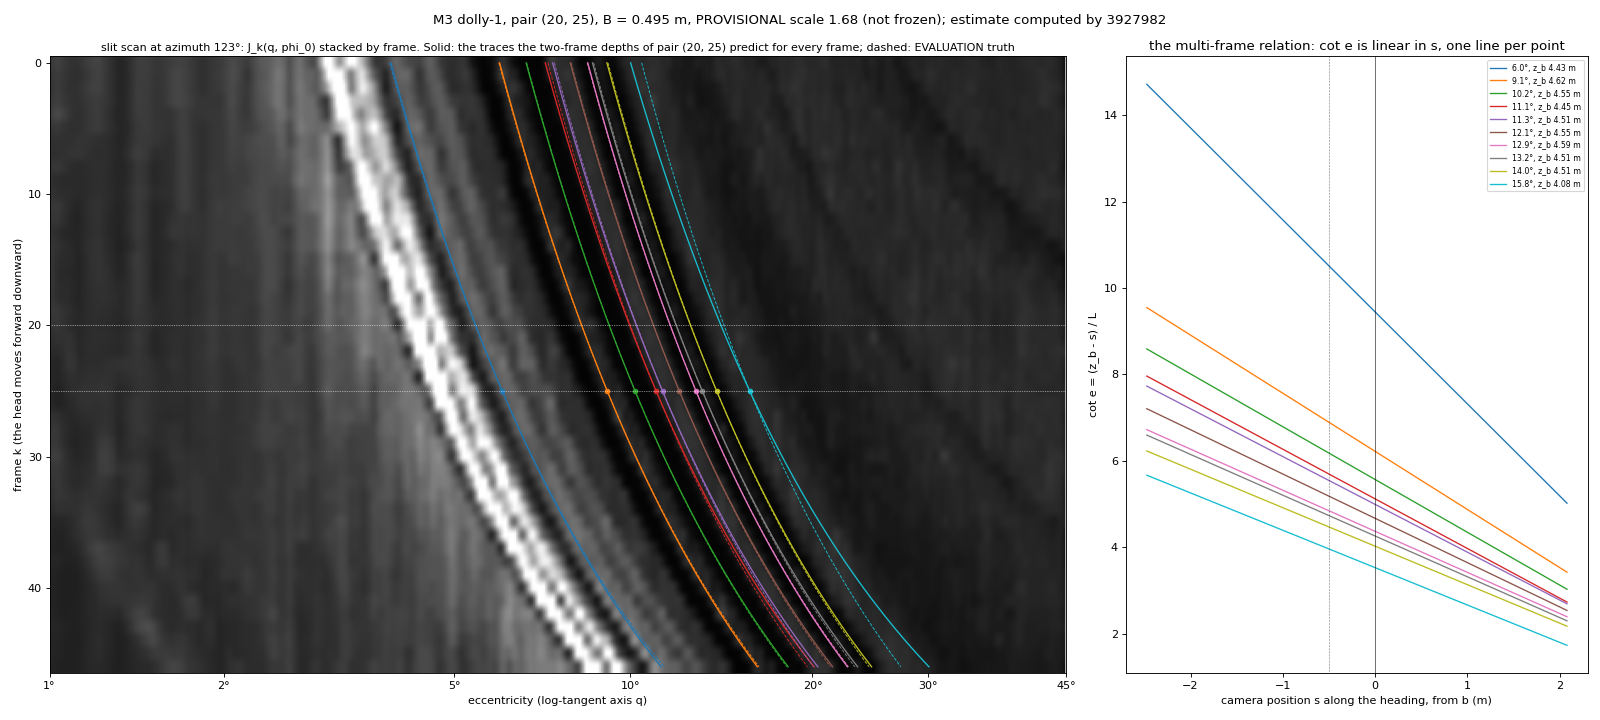 M3 dolly-1, pair (20, 25), B = 0.495 m, PROVISIONAL scale 1.68 (not frozen); estimate computed by 3927982
slit scan at azimuth 123°: J_k(q, phi_0) stacked by frame. Solid: the traces the two-frame depths of pair (20, 25) predict for every frame; dashed: EVALUATION truth
frame k (the head moves forward downward)
0
10
20
30
40
1°
2°
5°
10°
20°
30°
45°
eccentricity (log-tangent axis q)
the multi-frame relation: cot e is linear in s, one line per point
6.0°, z_b 4.43 m
9.1°, z_b 4.62 m
10.2°, z_b 4.55 m
11.1°, z_b 4.45 m
11.3°, z_b 4.51 m
12.1°, z_b 4.55 m
12.9°, z_b 4.59 m
13.2°, z_b 4.51 m
14.0°, z_b 4.51 m
15.8°, z_b 4.08 m
cot e = (z_b - s) / L
14
12
10
8
6
4
2
−2
−1
0
1
2
camera position s along the heading, from b (m)